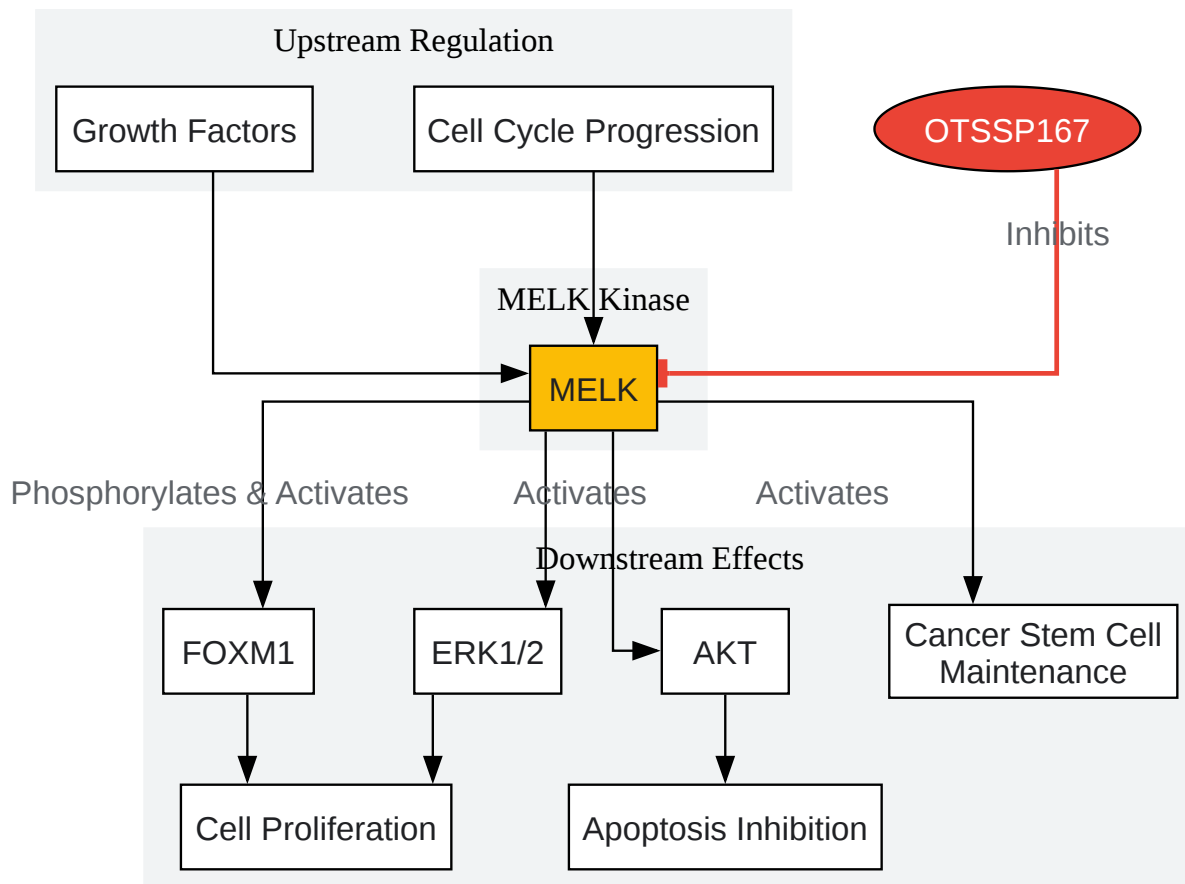 Upstream Regulation
Growth Factors
Cell Cycle Progression
OTSSP167
Inhibits
MELK Kinase
MELK
Phosphorylates & Activates
Activates
Activates
Downstream Effects
FOXM1
ERK1/2
AKT
Cancer Stem Cell
Maintenance
Cell Proliferation
Apoptosis Inhibition